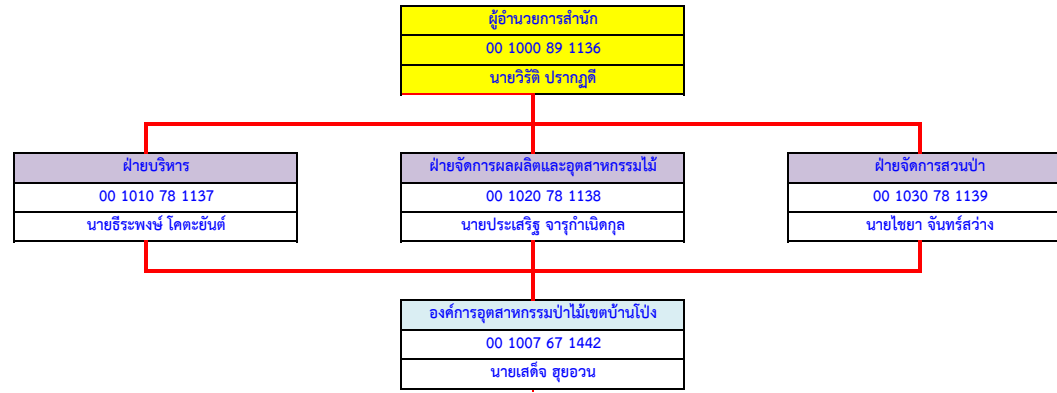 ผู้อำนวยการสำนัก
00 1000 89 1136
นายวิรัติ ปรากฏดี
ฝ่ายบริหาร
00 1010 78 1137
นายธีระพงษ์ โคตะยันต์
ฝ่ายจัดการผลผลิตและอุตสาหกรรมไม้
00 1020 78 1138
นายประเสริฐ จารุกำเนิดกุล
ฝ่ายจัดการสวนป่า
00 1030 78 1139
นายไชยา จันทร์สว่าง
องค์การอุตสาหกรรมป่าไม้เขตบ้านโป่ง
00 1007 67 1442
นายเสด็จ ฮุยอวน